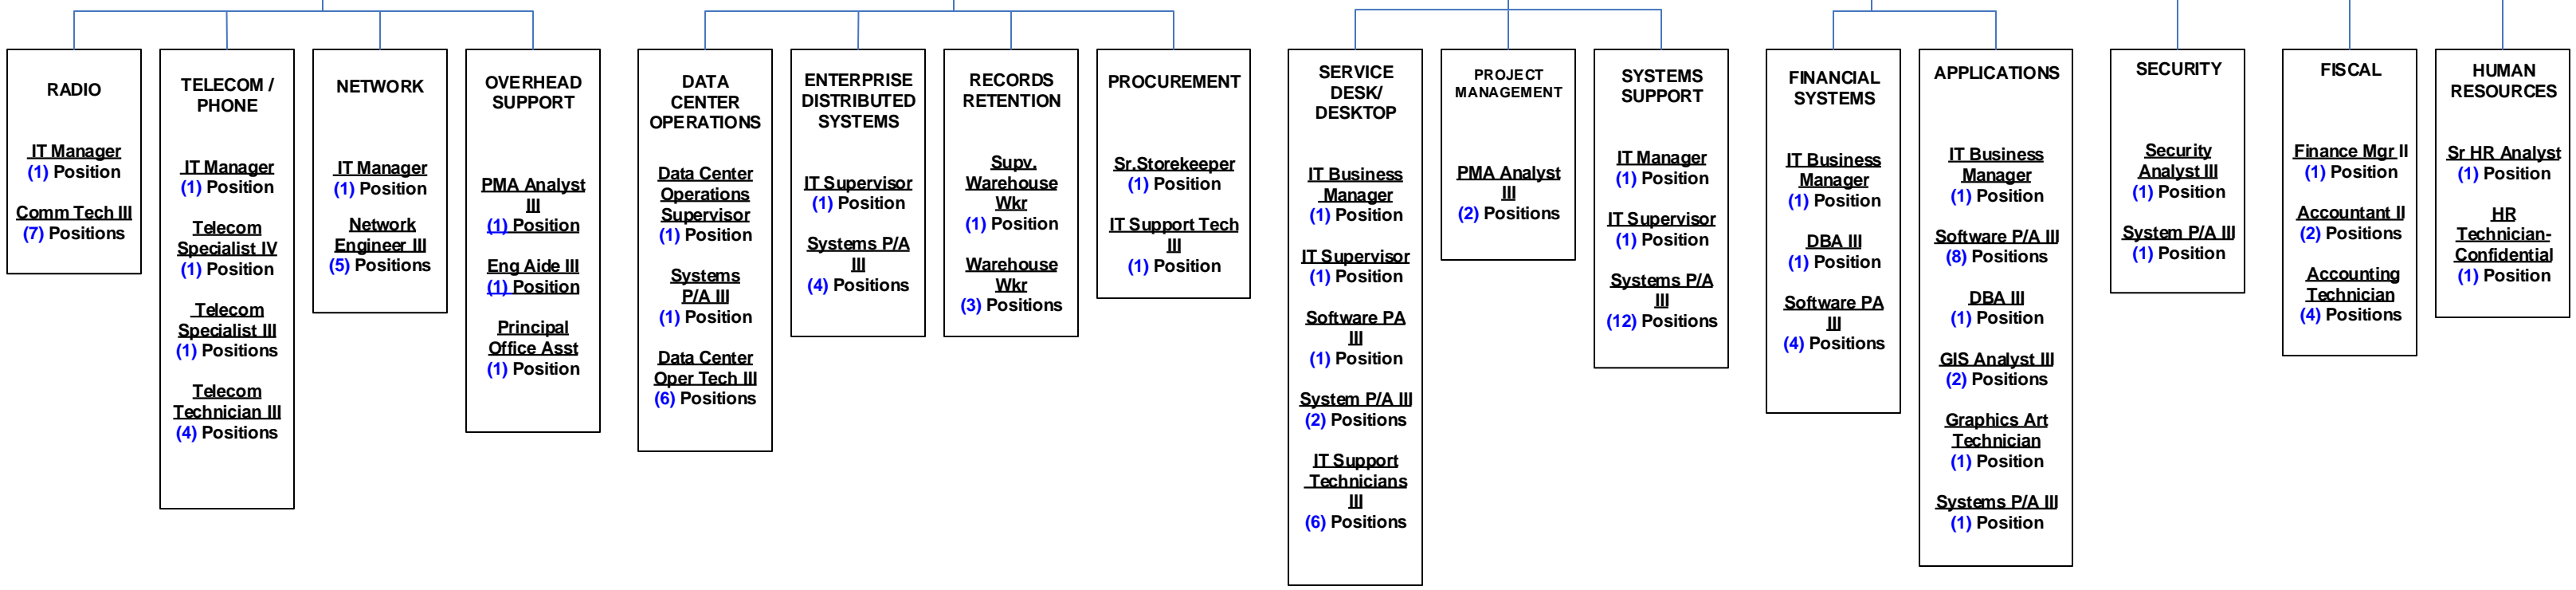 RADIO
IT Manager
(1) Position
Comm Tech III
(7) Positions
TELECOM /
PHONE
IT Manager
(1) Position
Telecom
Specialist IV
(1) Position
Telecom
Specialist III
(1) Positions
Telecom
Technician III
(4) Positions
NETWORK
IT Manager
(1) Position
Network
Engineer III
(5) Positions
OVERHEAD
SUPPORT
PMA Analyst
III
(1) Position
Eng Aide III
(1) Position
Principal
Office Asst
(1) Position
DATA
CENTER
OPERATIONS
Data Center
Operations
Supervisor
(1) Position
Systems
P/A III
(1) Position
Data Center
Oper Tech III
(6) Positions
ENTERPRISE
DISTRIBUTED
SYSTEMS
IT Supervisor
(1) Position
Systems P/A
III
(4) Positions
RECORDS
RETENTION
Supv.
Warehouse
Wkr
(1) Position
Warehouse
Wkr
(3) Positions
PROCUREMENT
Sr.Storekeeper
(1) Position
IT Support Tech
III
(1) Position
SERVICE
DESK/
DESKTOP
IT Business
Manager
(1) Position
IT Supervisor
(1) Position
Software PA
III
(1) Position
System P/A III
(2) Positions
IT Support
Technicians
III
(6) Positions
PROJECT
MANAGEMENT
PMA Analyst
III
(2) Positions
SYSTEMS
SUPPORT
IT Manager
(1) Position
IT Supervisor
(1) Position
Systems P/A
III
(12) Positions
FINANCIAL
SYSTEMS
IT Business
Manager
(1) Position
DBA III
(1) Position
Software PA
III
(4) Positions
APPLICATIONS
IT Business
Manager
(1) Position
Software P/A III
(8) Positions
DBA III
(1) Position
GIS Analyst III
(2) Positions
Graphics Art
Technician
(1) Position
Systems P/A III
(1) Position
SECURITY
Security
Analyst III
(1) Position
System P/A III
(1) Position
FISCAL
Finance Mgr II
(1) Position
Accountant II
(2) Positions
Accounting
Technician
(4) Positions
HUMAN
RESOURCES
Sr HR Analyst
(1) Position
HR
Technician-
Confidential
(1) Position